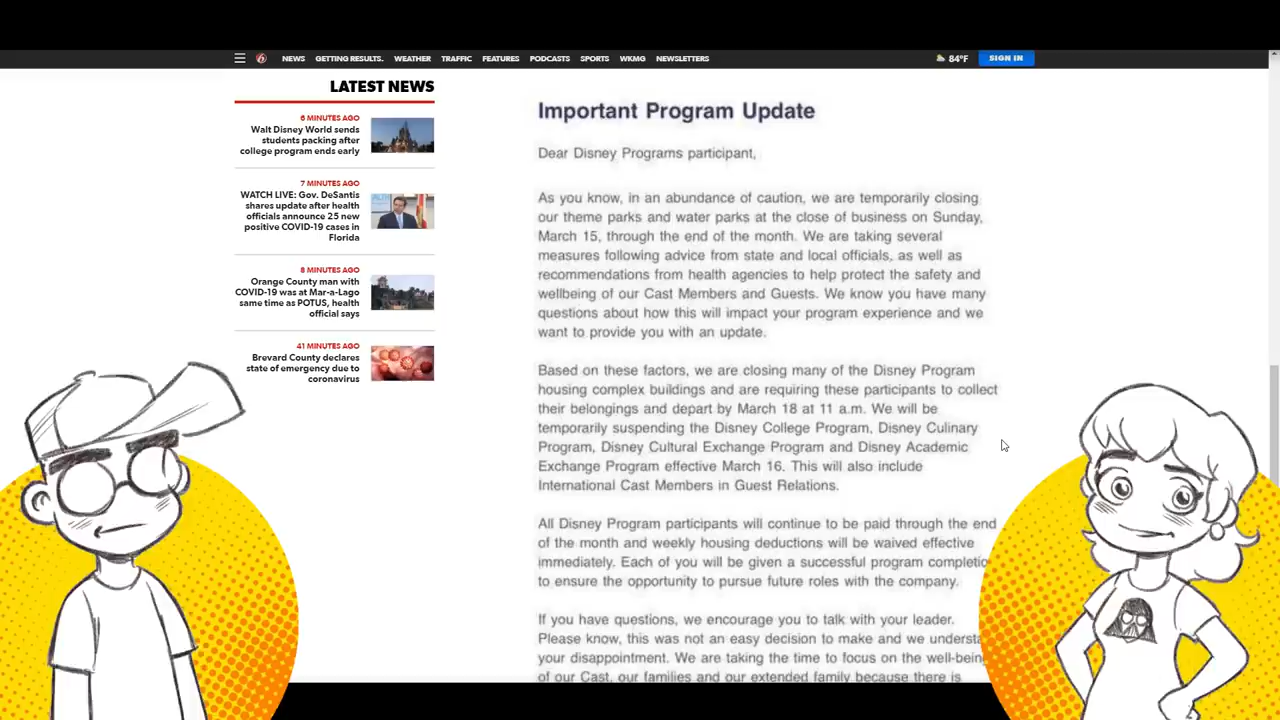 NEWS GETTING RESULTS. WEATHER TRAFFIC FEATURES PODCASTS SPORTS WKMG NEWSLETTERS 84°F SIGN IN
LATEST NEWS
6 MINUTES AGO
Walt Disney World sends
students packing after
college program ends early
7 MINUTES AGO
WATCH LIVE: Gov. DeSantis
shares update after health
officials announce 25 new
positive COVID-19 cases in
Florida
8 MINUTES AGO
Orange County man with
COVID-19 was at Mar-a-Lago
same time as POTUS, health
official says
41 MINUTES AGO
Brevard County declares
state of emergency due to
coronavirus
Important Program Update
Dear Disney Programs participant,
As you know, in an abundance of caution, we are temporarily closing
our theme parks and water parks at the close of business on Sunday,
March 15, through the end of the month. We are taking several
measures following advice from state and local officials, as well as
recommendations from health agencies to help protect the safety and
wellbeing of our Cast Members and Guests. We know you have many
questions about how this will impact your program experience and we
want to provide you with an update.
Based on these factors, we are closing many of the Disney Program
housing complex buildings and are requiring these participants to collect
their belongings and depart by March 18 at 11 a.m. We will be
temporarily suspending the Disney College Program, Disney Culinary
Program, Disney Cultural Exchange Program and Disney Academic
Exchange Program effective March 16. This will also include
International Cast Members in Guest Relations.
All Disney Program participants will continue to be paid through the end
of the month and weekly housing deductions will be waived effective
immediately. Each of you will be given a successful program completio
to ensure the opportunity to pursue future roles with the company.
If you have questions, we encourage you to talk with your leader.
Please know, this was not an easy decision to make and we understa
your disappointment. We are taking the time to focus on the well-bein
of our Cast, our families and our extended family because there is